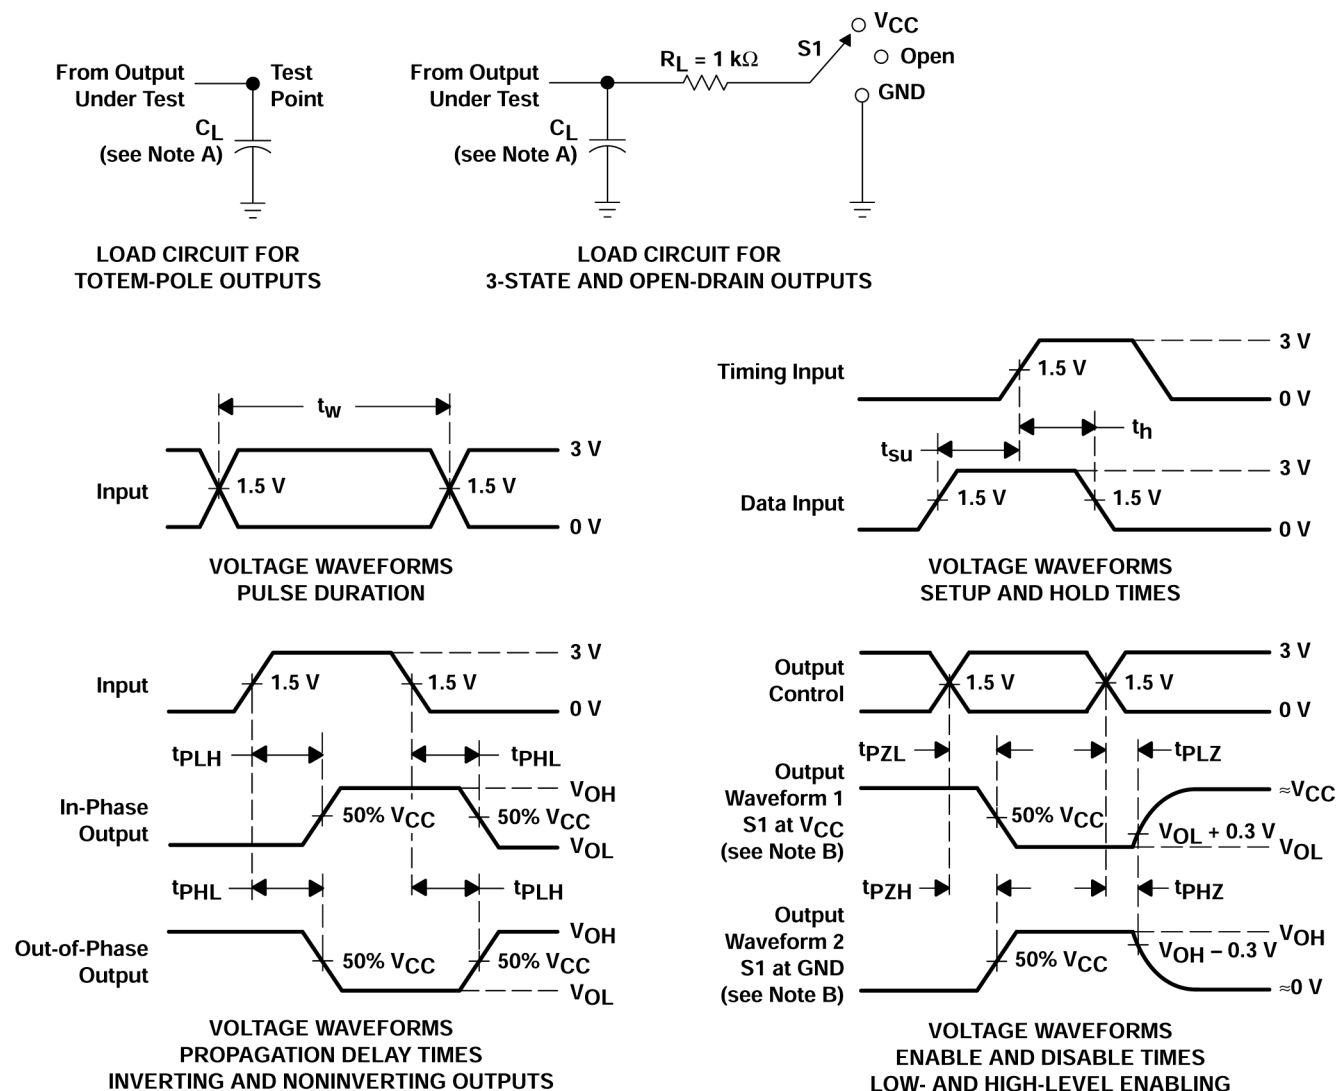 From Output
Under Test
Test
Point
CL
(see Note A)
LOAD CIRCUIT FOR
TOTEM-POLE OUTPUTS
From Output
Under Test
RL = 1 kΩ
S1
VCC
Open
GND
CL
(see Note A)
LOAD CIRCUIT FOR
3-STATE AND OPEN-DRAIN OUTPUTS
tw
Input
1.5 V
1.5 V
3 V
0 V
VOLTAGE WAVEFORMS
PULSE DURATION
Timing Input
1.5 V
3 V
0 V
th
tsu
Data Input
1.5 V
1.5 V
3 V
0 V
VOLTAGE WAVEFORMS
SETUP AND HOLD TIMES
Input
1.5 V
1.5 V
3 V
0 V
tPLH
tPHL
In-Phase
Output
50% VCC
50% VCC
VOH
VOL
tPHL
tPLH
Out-of-Phase
Output
50% VCC
50% VCC
VOH
VOL
VOLTAGE WAVEFORMS
PROPAGATION DELAY TIMES
INVERTING AND NONINVERTING OUTPUTS
Output
Control
1.5 V
1.5 V
3 V
0 V
tPZL
tPLZ
Output
Waveform 1
S1 at VCC
(see Note B)
50% VCC
≈VCC
VOL + 0.3 V
VOL
tPZH
tPHZ
Output
Waveform 2
S1 at GND
(see Note B)
50% VCC
VOH
VOH − 0.3 V
≈0 V
VOLTAGE WAVEFORMS
ENABLE AND DISABLE TIMES
LOW- AND HIGH-LEVEL ENABLING